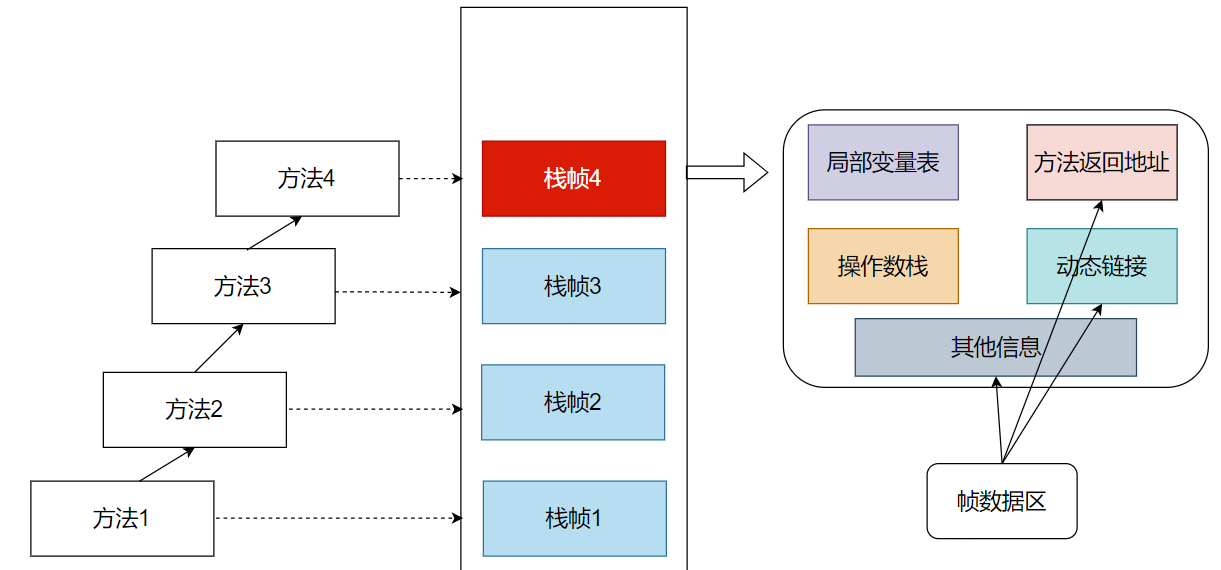 方法4
栈帧4
局部变量表
方法返回地址
方法3
栈帧3
操作数栈
动态链接
其他信息
方法2
栈帧2
方法1
栈帧1
帧数据区